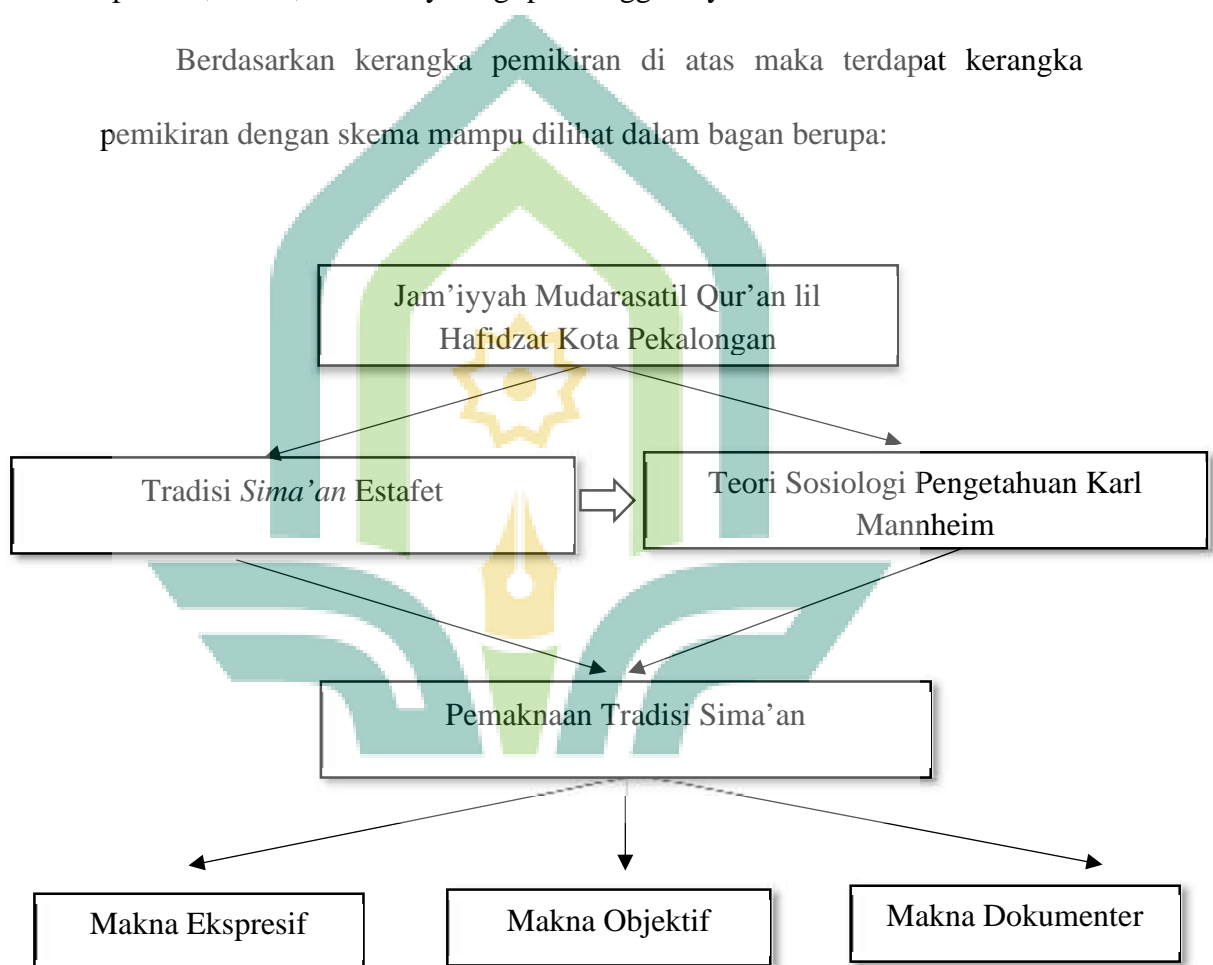 Berdasarkan kerangka pemikiran di atas maka terdapat kerangka
pemikiran dengan skema mampu dilihat dalam bagan berupa:
Jam’iyyah Mudarasatil Qur’an lil
Hafidzat Kota Pekalongan
Tradisi Sima’an Estafet
Teori Sosiologi Pengetahuan Karl
Mannheim
Pemaknaan Tradisi Sima’an
Makna Ekspresif
Makna Objektif
Makna Dokumenter